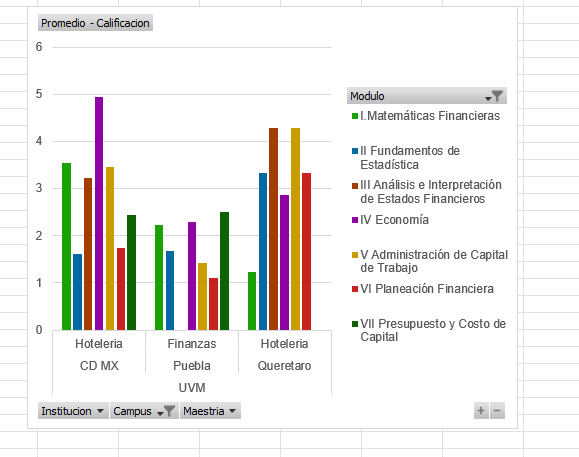 Promedio - Calificacion
6
5
4
3
2
1
0
Hoteleria
Finanzas
Hoteleria
CD MX
Puebla
Queretaro
UVM
Modulo
I.Matemáticas Financieras
II Fundamentos de
Estadística
III Análisis e Interpretación
de Estados Financieros
IV Economía
V Administración de Capital
de Trabajo
VI Planeación Financiera
VII Presupuesto y Costo de
Capital
Institucion
Campus
Maestria
+ −